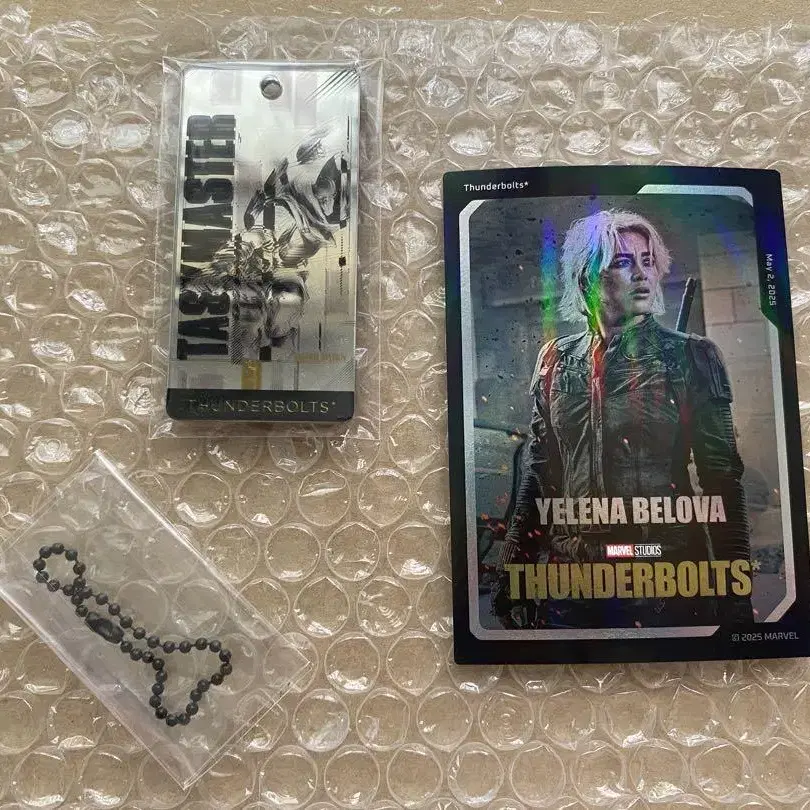 TASKMASTER
THUNDERBOLTS*
Thunderbolts*
May 2, 2025
YELENA BELOVA
MARVEL STUDIOS
THUNDERBOLTS*
© 2025 MARVEL